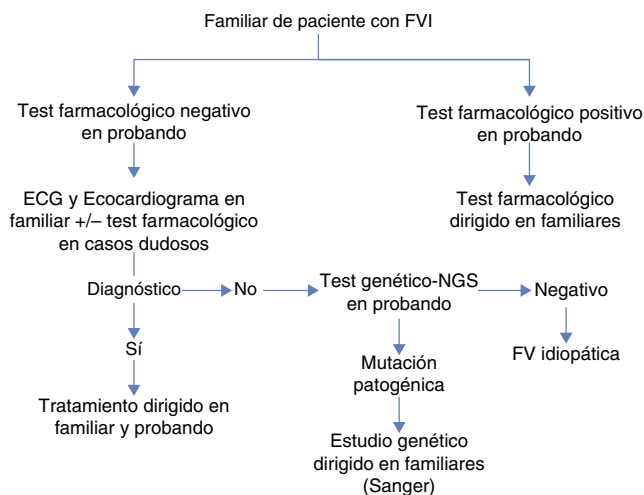 Familiar de paciente con FVI
Test farmacológico negativo
en probando
Test farmacológico positivo
en probando
ECG y Ecocardiograma en
familiar +/– test farmacológico
en casos dudosos
Test farmacológico
dirigido en familiares
Diagnóstico
No
Test genético-NGS
en probando
Negativo
Sí
Mutación
patogénica
FV idiopática
Tratamiento dirigido en
familiar y probando
Estudio genético
dirigido en familiares
(Sanger)